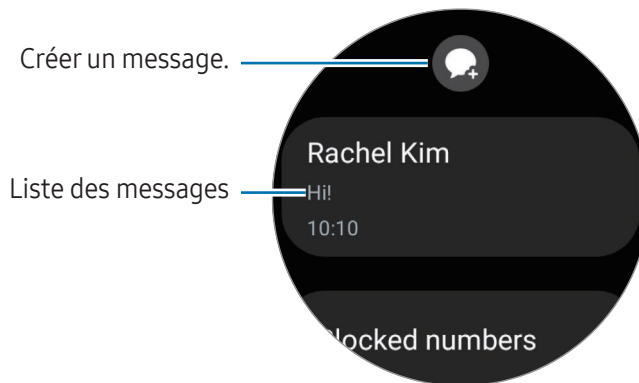 Créer un message.
Rachel Kim
Liste des messages
Hi!
10:10
Blocked numbers